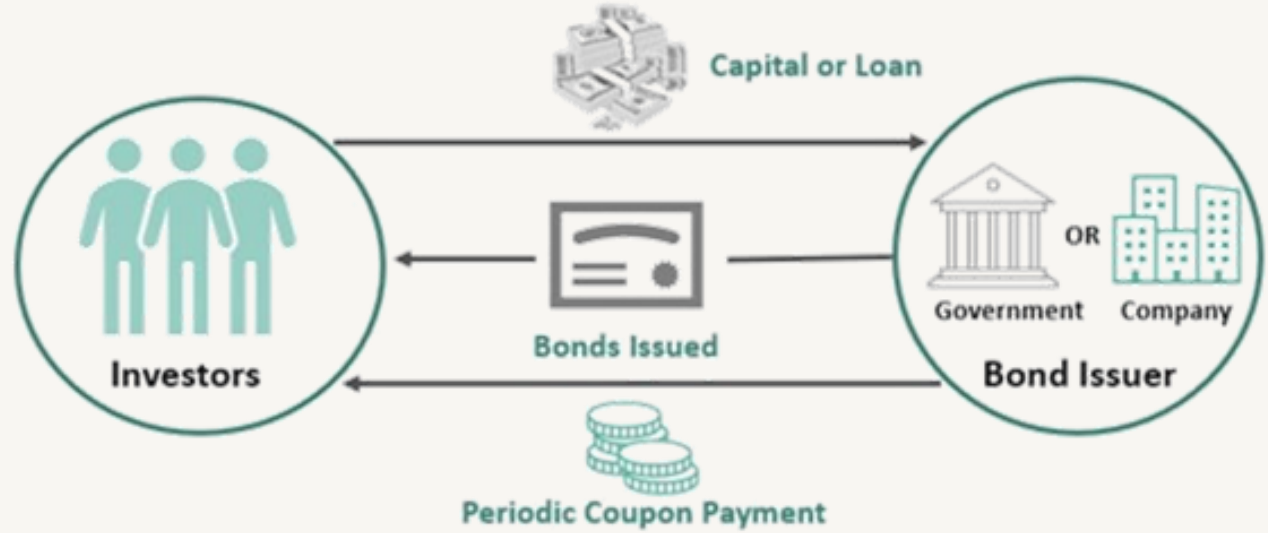 Capital or Loan
OR
Government
Company
Bonds Issued
Investors
Bond Issuer
Periodic Coupon Payment